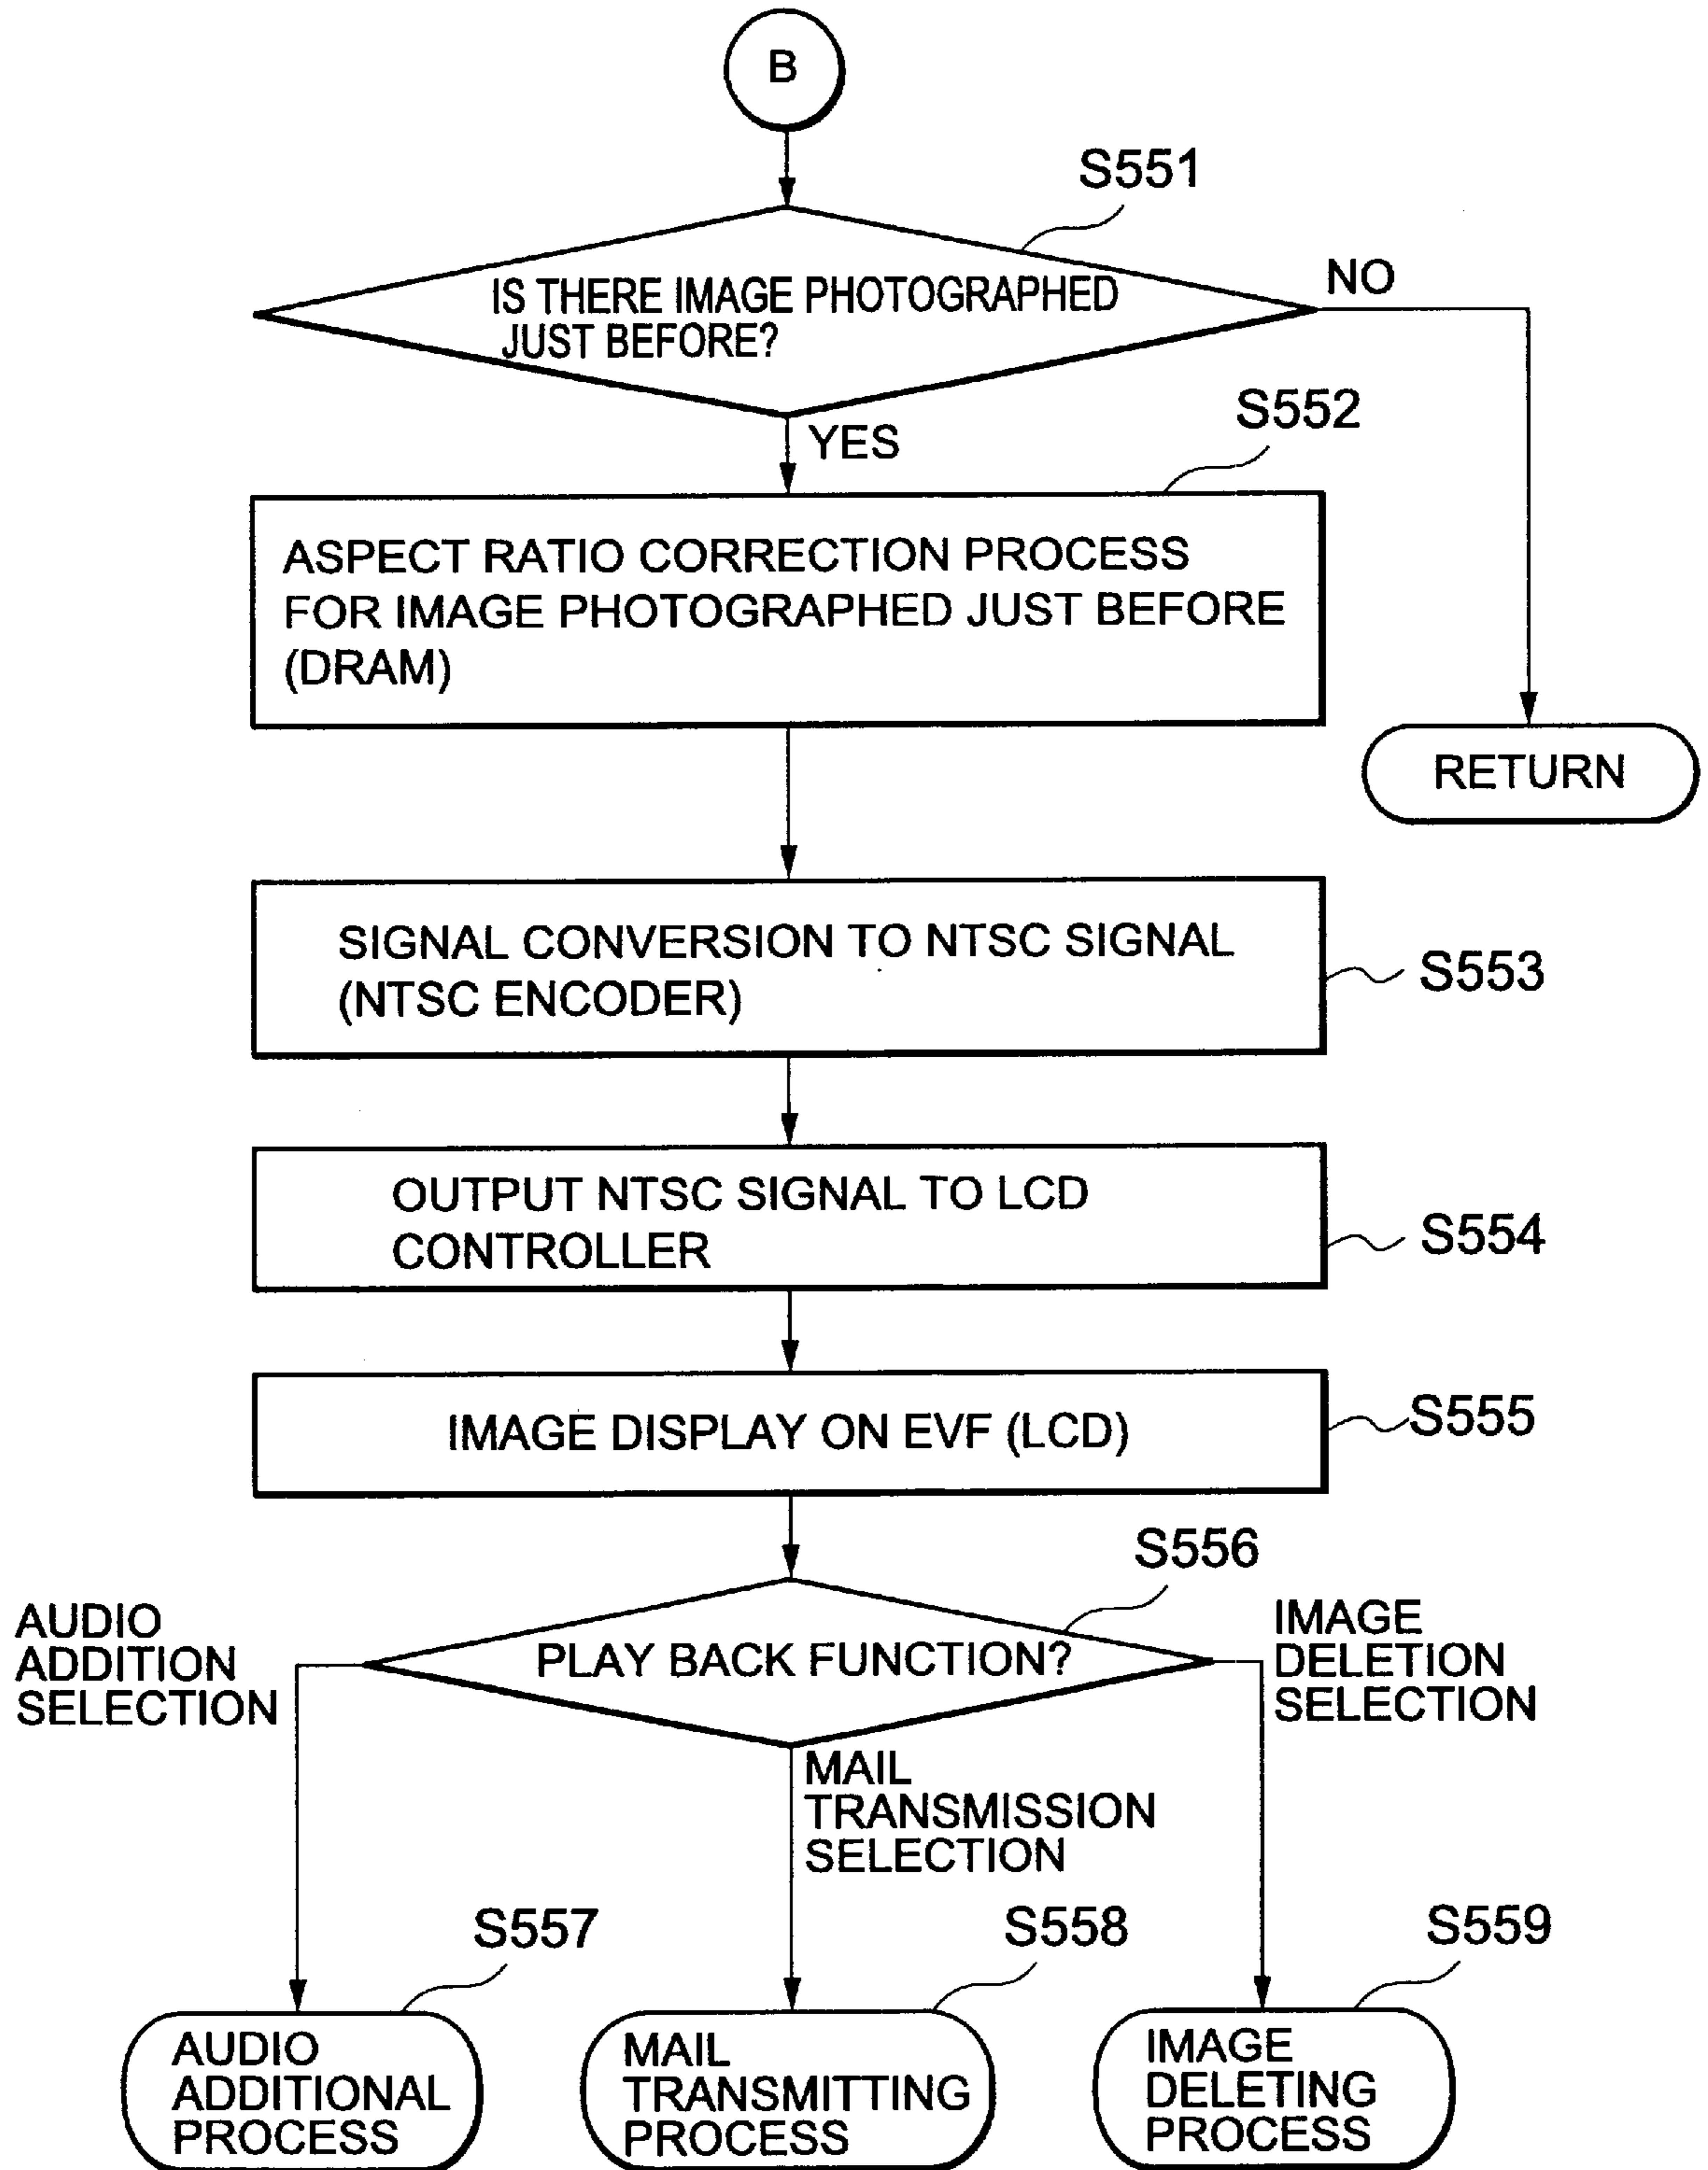 B
S551
IS THERE IMAGE PHOTOGRAPHED
JUST BEFORE?
NO
YES
S552
ASPECT RATIO CORRECTION PROCESS
FOR IMAGE PHOTOGRAPHED JUST BEFORE
(DRAM)
RETURN
SIGNAL CONVERSION TO NTSC SIGNAL
(NTSC ENCODER)
S553
OUTPUT NTSC SIGNAL TO LCD
CONTROLLER
S554
IMAGE DISPLAY ON EVF (LCD)
S555
S556
PLAY BACK FUNCTION?
AUDIO
ADDITION
SELECTION
IMAGE
DELETION
SELECTION
MAIL
TRANSMISSION
SELECTION
S557
AUDIO
ADDITIONAL
PROCESS
S558
MAIL
TRANSMITTING
PROCESS
S559
IMAGE
DELETING
PROCESS